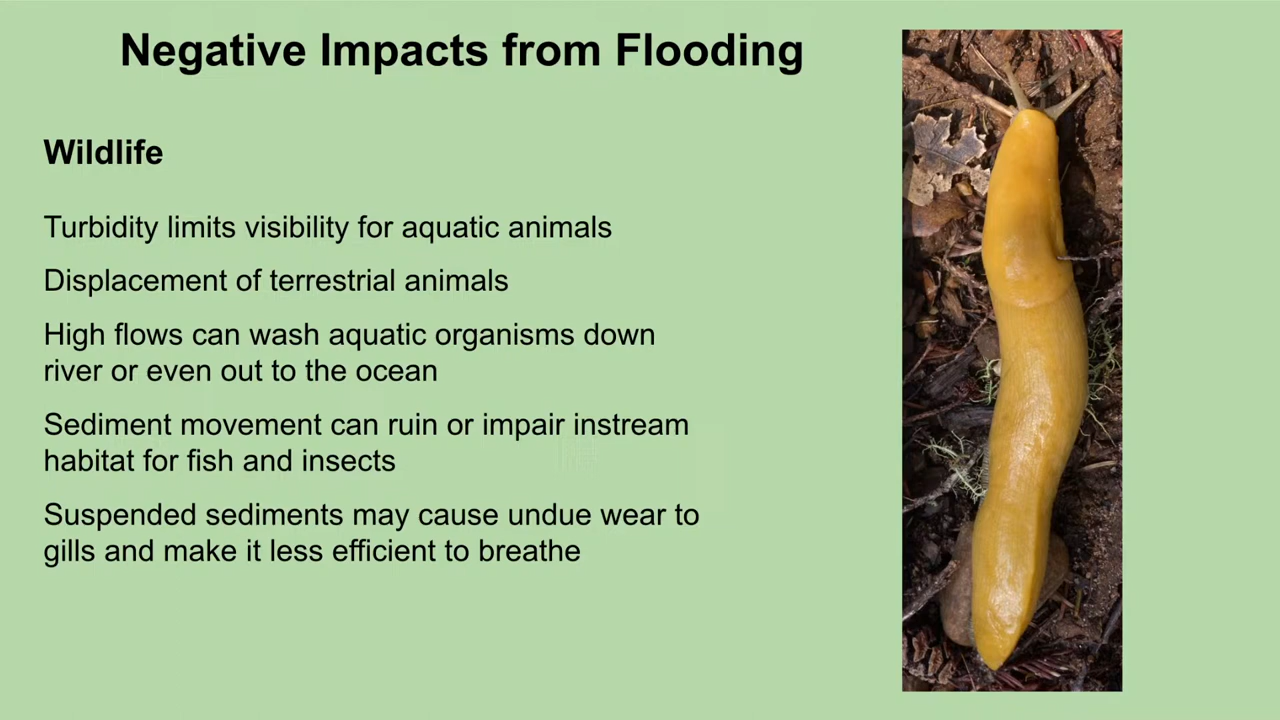 Negative Impacts from Flooding
Wildlife
Turbidity limits visibility for aquatic animals
Displacement of terrestrial animals
High flows can wash aquatic organisms down
river or even out to the ocean
Sediment movement can ruin or impair instream
habitat for fish and insects
Suspended sediments may cause undue wear to
gills and make it less efficient to breathe